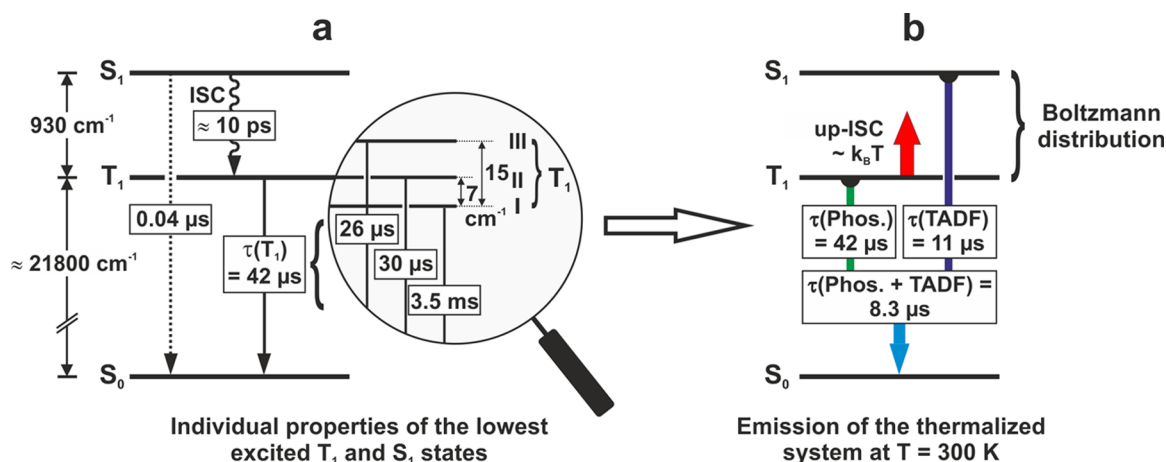 a
b
S₁
ISC
≈ 10 ps
930 cm⁻¹
T₁
0.04 µs
≈ 21800 cm⁻¹
τ(T₁)
= 42 µs
S₀
III
II
I
15
7
cm⁻¹
T₁
26 µs
30 µs
3.5 ms
Individual properties of the lowest
excited T₁ and S₁ states
S₁
up-ISC
~ k_BT
Boltzmann
distribution
T₁
τ(Phos.)
= 42 µs
τ(TADF)
= 11 µs
τ(Phos. + TADF) =
8.3 µs
S₀
Emission of the thermalized
system at T = 300 K